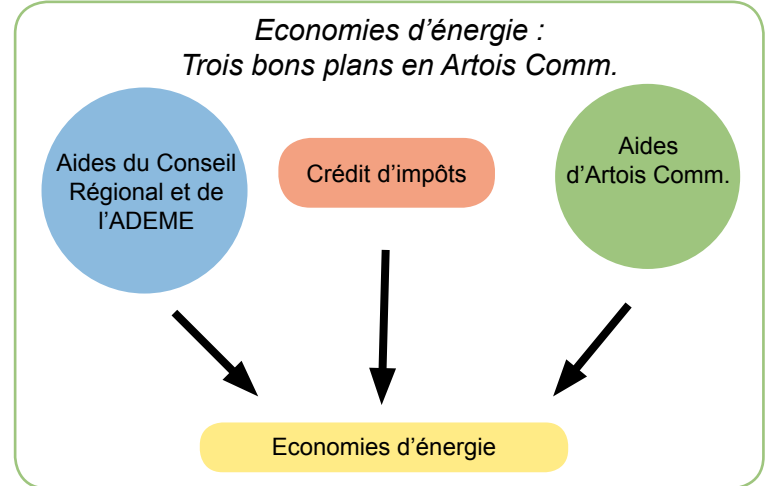 Economies d’énergie :
Trois bons plans en Artois Comm.
Aides du Conseil
Régional et de
l’ADEME
Crédit d’impôts
Aides
d’Artois Comm.
Economies d’énergie